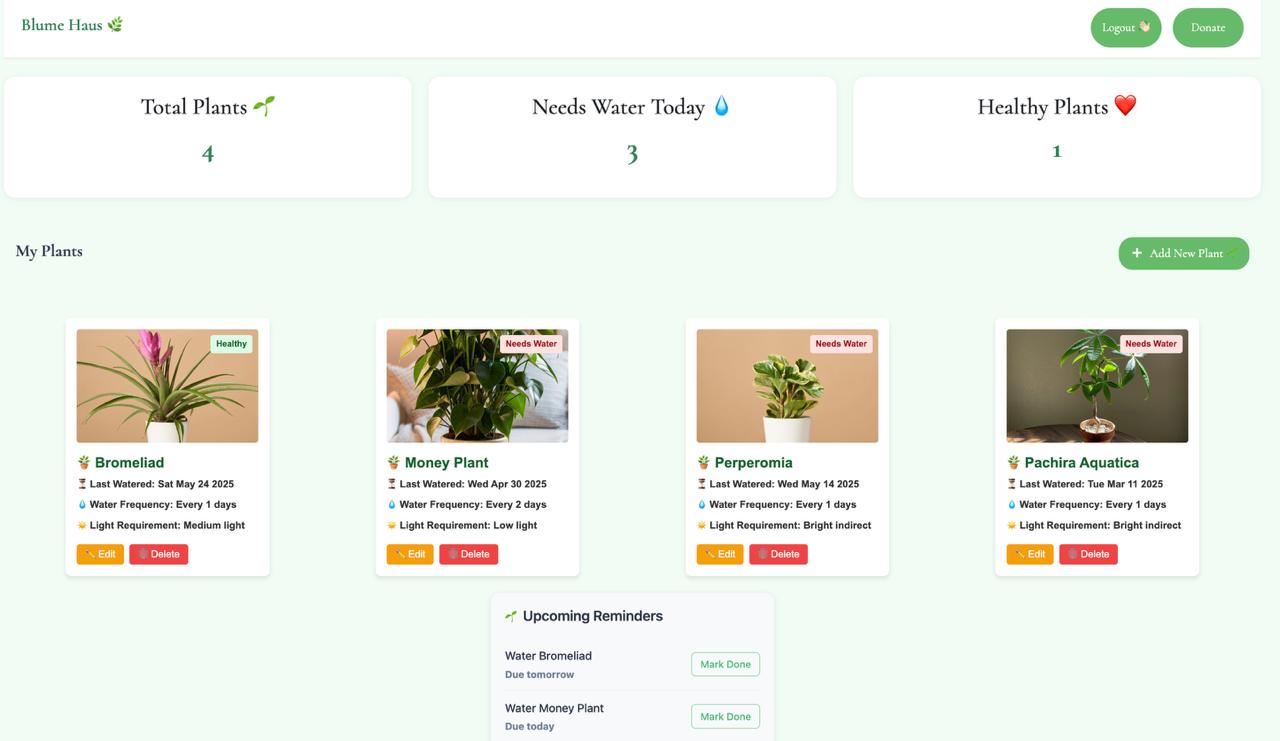 Blume Haus 🌿
Logout 👋🏻
Donate
Total Plants 🌱
4
Needs Water Today 💧
3
Healthy Plants ❤️
1
My Plants
+ Add New Plant 🌱
Healthy
🪴 Bromeliad
⏳ Last Watered: Sat May 24 2025
💧 Water Frequency: Every 1 days
☀️ Light Requirement: Medium light
✏️ Edit
🗑️ Delete
Needs Water
🪴 Money Plant
⏳ Last Watered: Wed Apr 30 2025
💧 Water Frequency: Every 2 days
☀️ Light Requirement: Low light
✏️ Edit
🗑️ Delete
Needs Water
🪴 Perperomia
⏳ Last Watered: Wed May 14 2025
💧 Water Frequency: Every 1 days
☀️ Light Requirement: Bright indirect
✏️ Edit
🗑️ Delete
Needs Water
🪴 Pachira Aquatica
⏳ Last Watered: Tue Mar 11 2025
💧 Water Frequency: Every 1 days
☀️ Light Requirement: Bright indirect
✏️ Edit
🗑️ Delete
🌱 Upcoming Reminders
Water Bromeliad
Due tomorrow
Mark Done
Water Money Plant
Due today
Mark Done